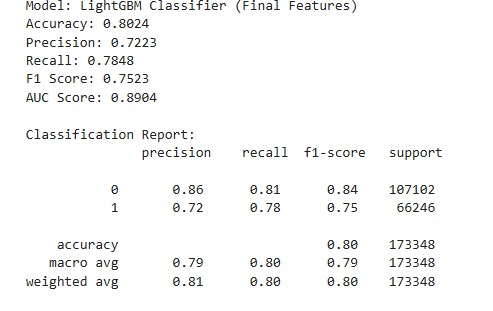 Model: LightGBM Classifier (Final Features)
Accuracy: 0.8024
Precision: 0.7223
Recall: 0.7848
F1 Score: 0.7523
AUC Score: 0.8904
Classification Report:
precision recall f1-score support
0 0.86 0.81 0.84 107102
1 0.72 0.78 0.75 66246
accuracy 0.80 173348
macro avg 0.79 0.80 0.79 173348
weighted avg 0.81 0.80 0.80 173348